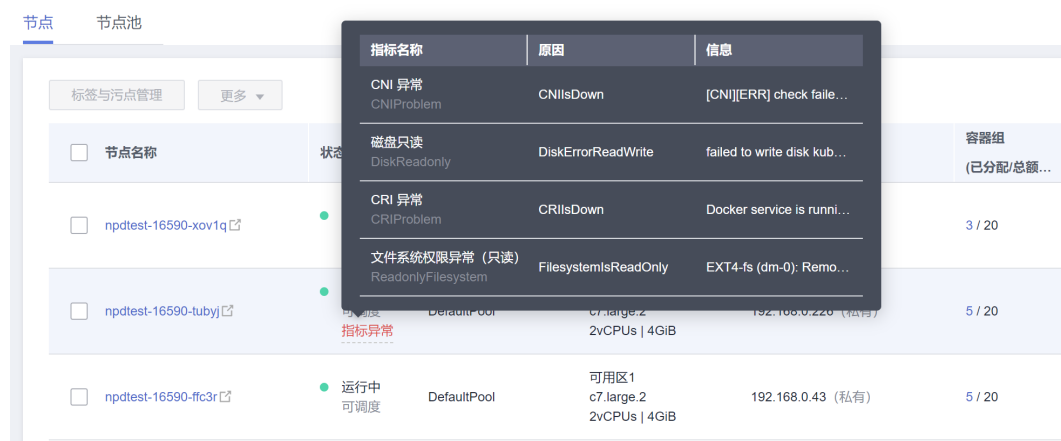 节点 节点池
标签与污点管理 更多
指标名称 原因 信息
CNI 异常
CNIProblem
CNIIsDown [CNI][ERR] check faile…
磁盘只读
DiskReadonly
DiskErrorReadWrite failed to write disk kub…
CRI 异常
CRIProblem
CRIIsDown Docker service is runni…
文件系统权限异常（只读）
ReadonlyFilesystem
FilesystemIsReadOnly EXT4-fs (dm-0): Remo…
节点名称 状态
容器组
(已分配/总额…
npdtest-16590-xov1q 3 / 20
npdtest-16590-tubyj
可调度
指标异常
DefaultPool
c7.large.2
2vCPUs | 4GiB
192.168.0.226（私有） 5 / 20
npdtest-16590-ffc3r
运行中
可调度
DefaultPool
可用区1
c7.large.2
2vCPUs | 4GiB
192.168.0.43（私有） 5 / 20